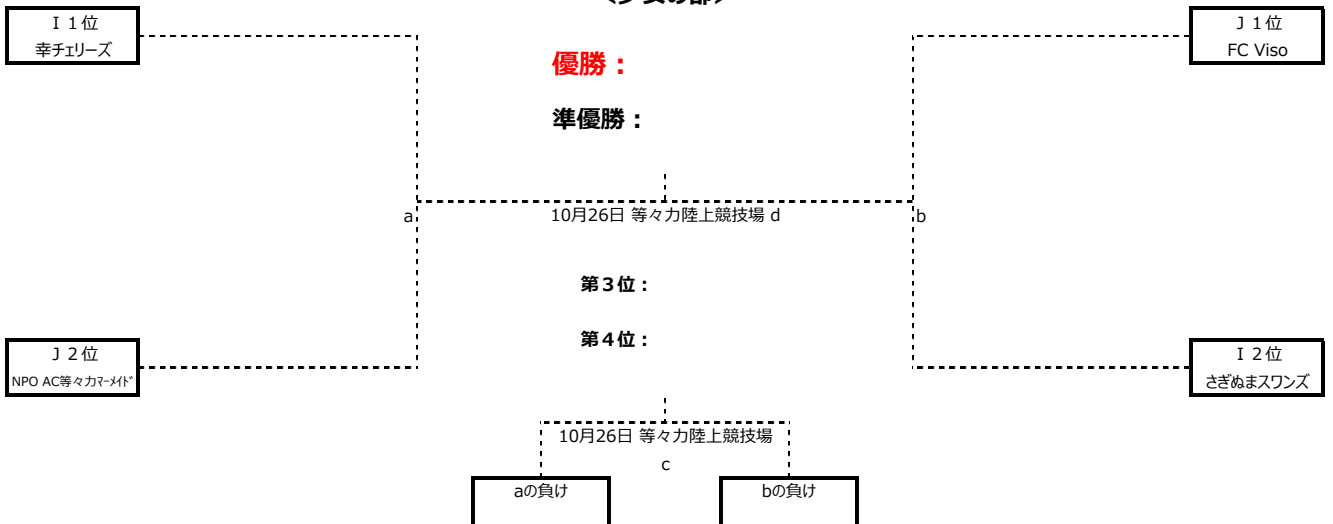 <少女の部>
I 1位
幸チェリーズ
J 1位
FC Viso
優勝：
準優勝：
10月26日 等々力陸上競技場 d
a
b
第３位：
第４位：
J 2位
NPO AC等々力ﾏｰﾒｲﾄﾞ
I 2位
さぎぬまスワンズ
10月26日 等々力陸上競技場
c
aの負け
bの負け